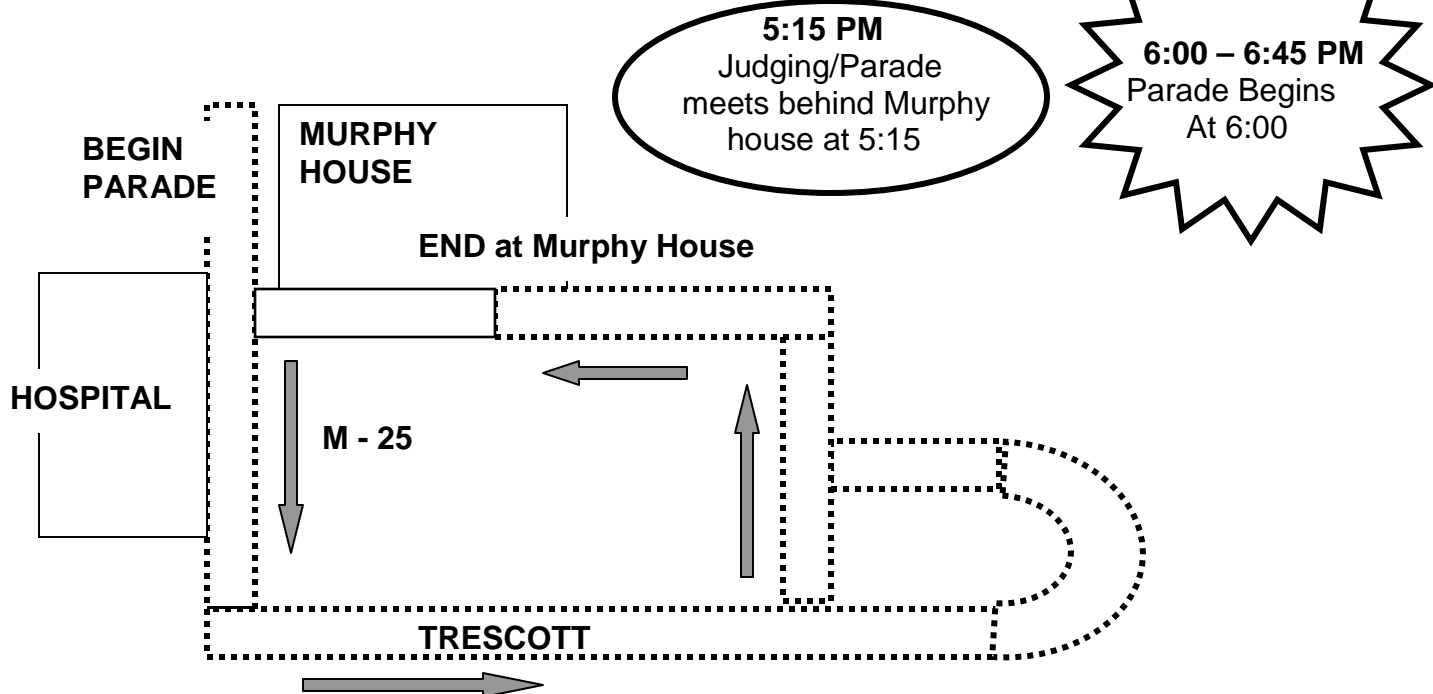 5:15 PM
Judging/Parade
meets behind Murphy
house at 5:15
6:00 – 6:45 PM
Parade Begins
At 6:00
BEGIN
PARADE
MURPHY
HOUSE
END at Murphy House
HOSPITAL
M - 25
TRESCOTT